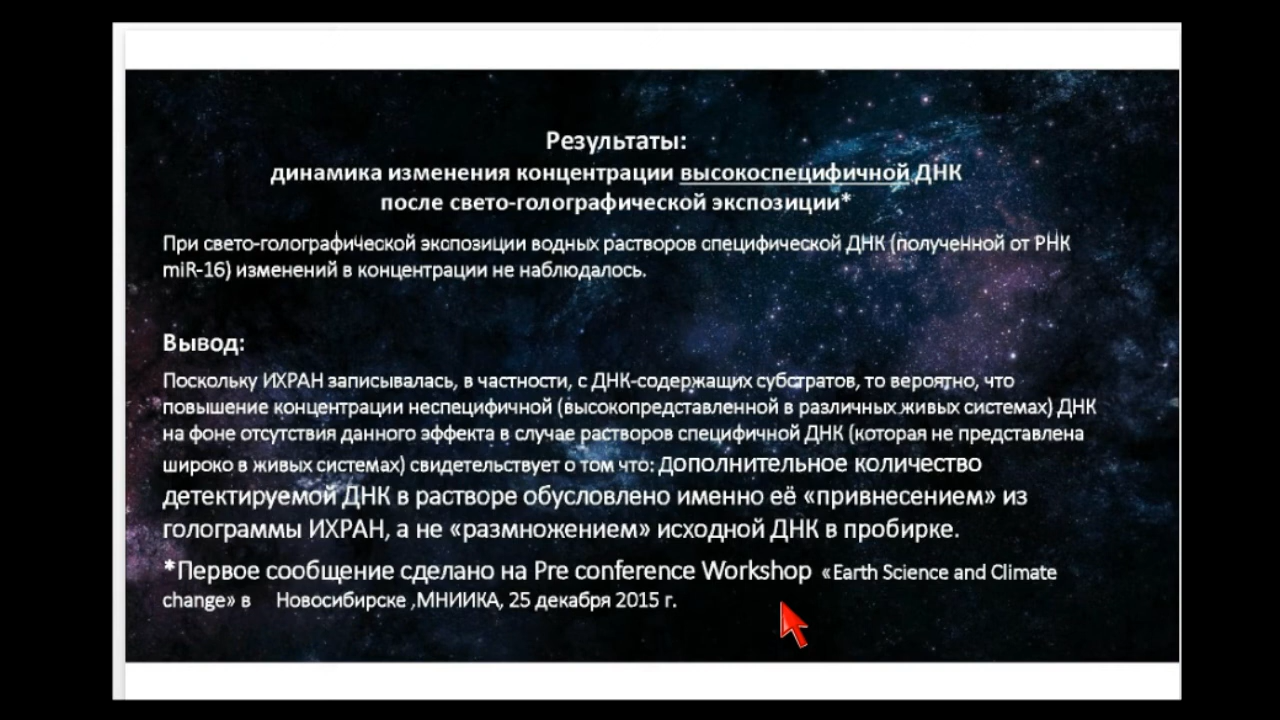 Результаты:
динамика изменения концентрации высокоспецифичной ДНК
после свето-голографической экспозиции*
При свето-голографической экспозиции водных растворов специфической ДНК (полученной от РНК
miR-16) изменений в концентрации не наблюдалось.
Вывод:
Поскольку ИХРАН записывалась, в частности, с ДНК-содержащих субстратов, то вероятно, что
повышение концентрации неспецифичной (высокопредставленной в различных живых системах) ДНК
на фоне отсутствия данного эффекта в случае растворов специфичной ДНК (которая не представлена
широко в живых системах) свидетельствует о том что: Дополнительное количество
детектируемой ДНК в растворе обусловлено именно её «привнесением» из
голограммы ИХРАН, а не «размножением» исходной ДНК в пробирке.
*Первое сообщение сделано на Pre conference Workshop «Earth Science and Climate
change» в Новосибирске ,МНИИКА, 25 декабря 2015 г.